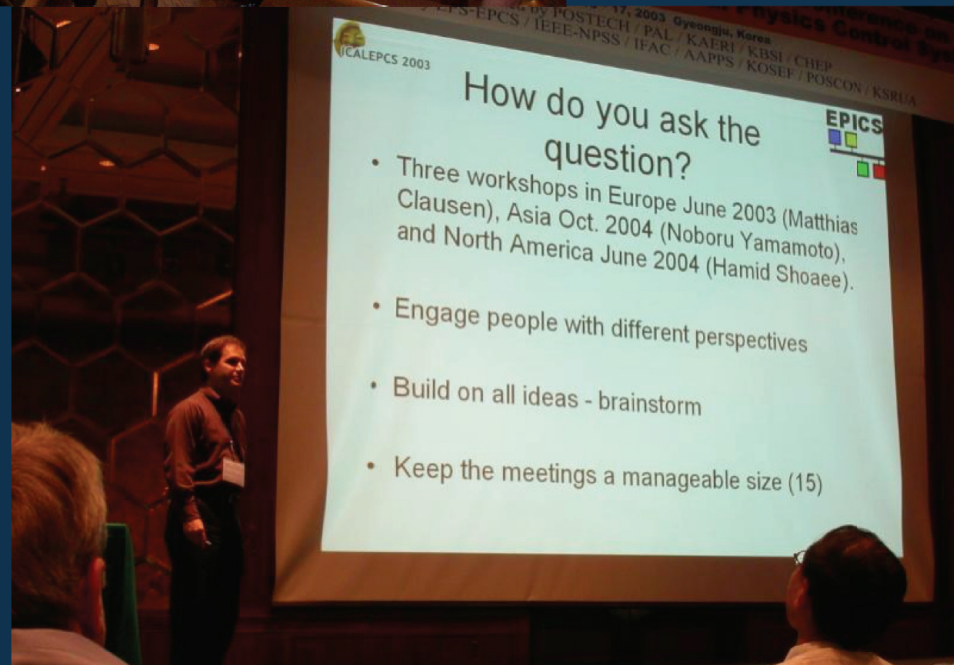 17, 2003 Gyeongju, Korea
Physics Control
EPS-EPCS / IEEE-NPSS / IFAC / AAPPS / KOSEF / POSCON / KSRUA
by POSTECH / PAL / KAERI / KBSI / CHEP
ICALEPCS 2003
How do you ask the
question?
EPICS
• Three workshops in Europe June 2003 (Matthias
Clausen), Asia Oct. 2004 (Noboru Yamamoto),
and North America June 2004 (Hamid Shoaee).
• Engage people with different perspectives
• Build on all ideas - brainstorm
• Keep the meetings a manageable size (15)